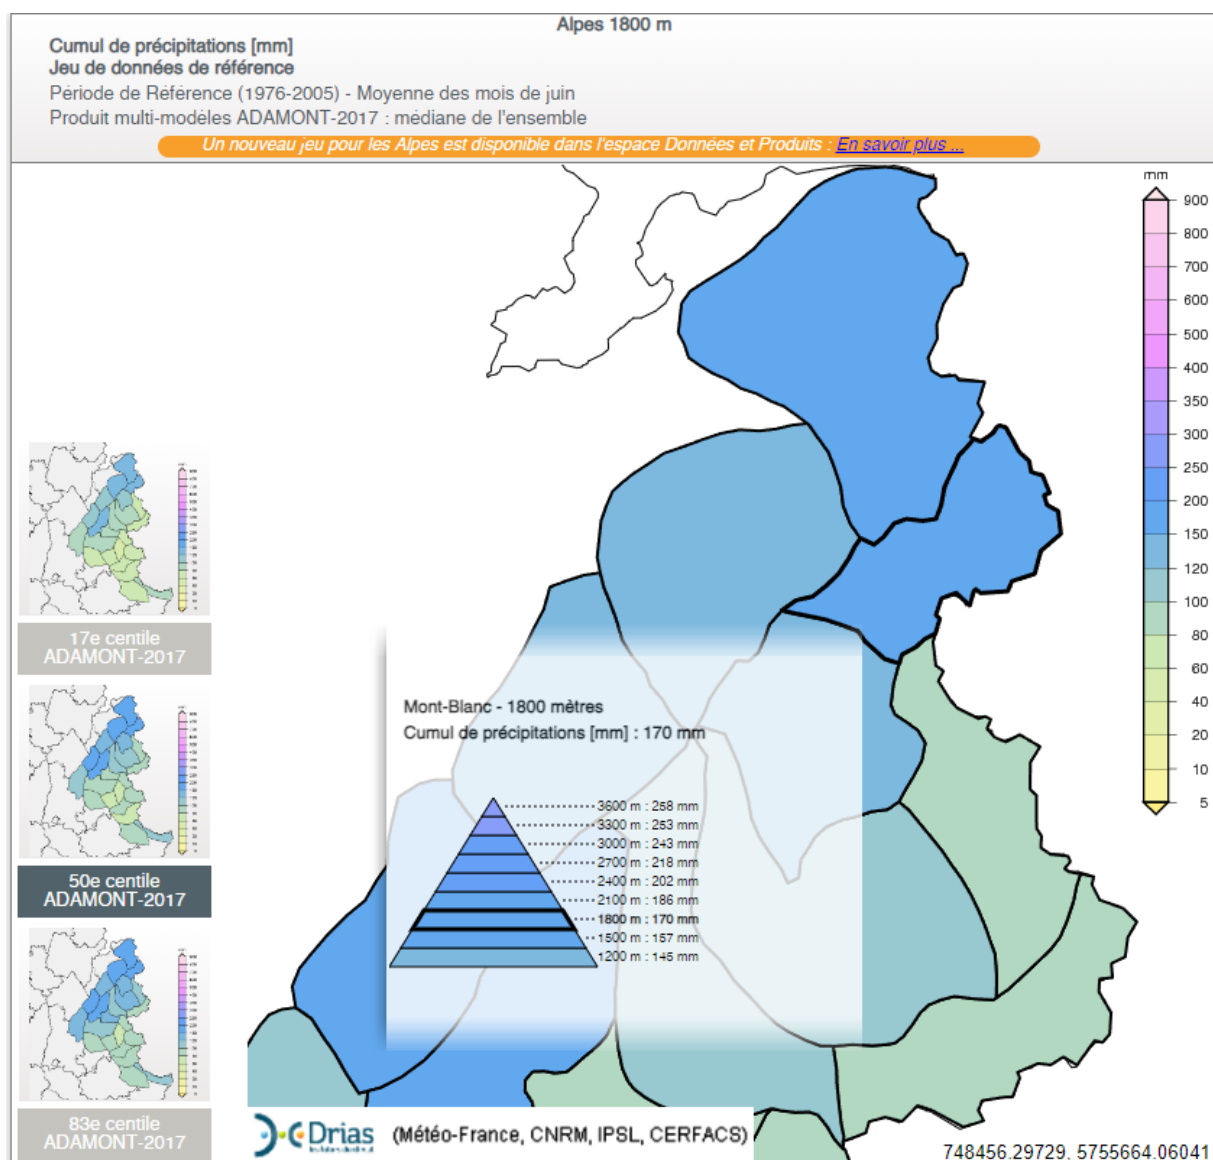 Alpes 1800 m
Cumul de précipitations [mm]
Jeu de données de référence
Période de Référence (1976-2005) - Moyenne des mois de juin
Produit multi-modèles ADAMONT-2017 : médiane de l'ensemble
Un nouveau jeu pour les Alpes est disponible dans l'espace Données et Produits : En savoir plus ...
mm
900
800
700
600
500
400
350
300
250
200
150
120
100
80
60
40
20
10
5
17e centile
ADAMONT-2017
50e centile
ADAMONT-2017
83e centile
ADAMONT-2017
Mont-Blanc - 1800 mètres
Cumul de précipitations [mm] : 170 mm
3600 m : 258 mm
3300 m : 253 mm
3000 m : 243 mm
2700 m : 218 mm
2400 m : 202 mm
2100 m : 186 mm
1800 m : 170 mm
1500 m : 157 mm
1200 m : 145 mm
Drias
(Météo-France, CNRM, IPSL, CERFACS)
748456.29729, 5755664.06041